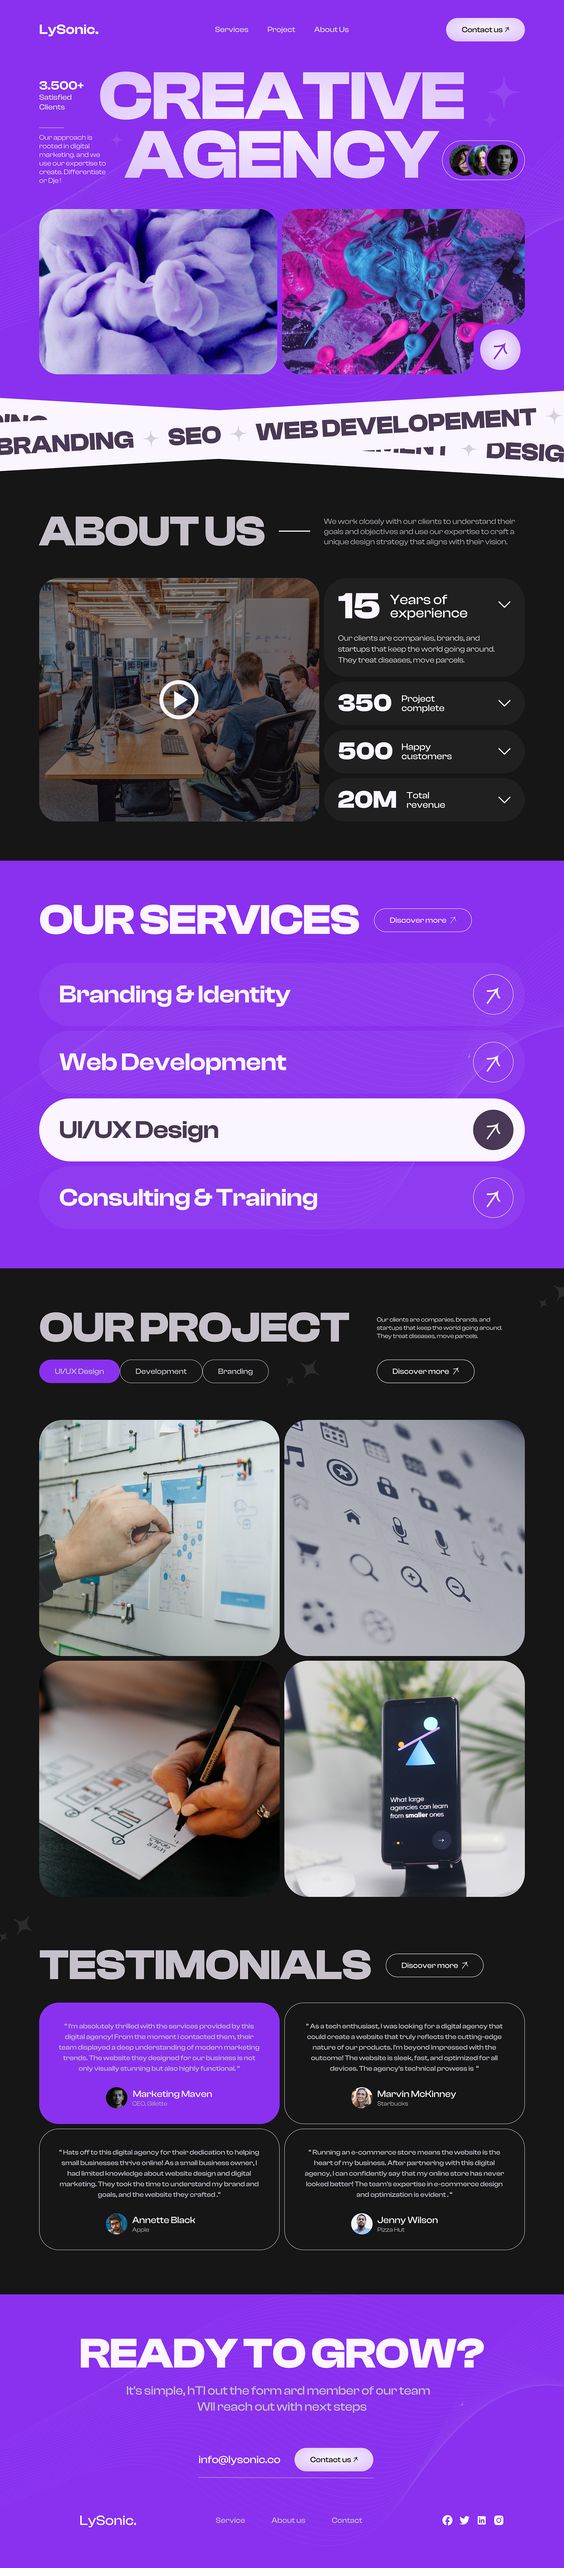 LySonic.
Services
Project
About Us
Contact us
3.500+
Satisfied
Clients
CREATIVE
AGENCY
Our approach is
rooted in digital
marketing, and we
use our expertise to
create. Differentiate
or Dje !
BRANDING
SEO
WEB DEVELOPEMENT
DESIG
ABOUT US
We work closely with our clients to understand their
goals and objectives and use our expertise to craft a
unique design strategy that aligns with their vision.
15
Years of
experience
Our clients are companies, brands, and
startups that keep the world going around.
They treat diseases, move parcels.
350
Project
complete
500
Happy
customers
20M
Total
revenue
OUR SERVICES
Discover more
Branding & Identity
Web Development
UI/UX Design
Consulting & Training
OUR PROJECT
Our clients are companies, brands, and
startups that keep the world going around.
They treat diseases, move parcels.
UI/UX Design
Development
Branding
Discover more
What large
agencies can learn
from smaller ones
TESTIMONIALS
Discover more
" I'm absolutely thrilled with the services provided by this
digital agency! From the moment I contacted them, their
team displayed a deep understanding of modern marketing
trends. The website they designed for our business is not
only visually stunning but also highly functional. "
Marketing Maven
CEO, Gillette
" As a tech enthusiast, I was looking for a digital agency that
could create a website that truly reflects the cutting-edge
nature of our products. I'm beyond impressed with the
outcome! The website is sleek, fast, and optimized for all
devices. The agency's technical prowess is "
Marvin McKinney
Starbucks
" Hats off to this digital agency for their dedication to helping
small businesses thrive online! As a small business owner, I
had limited knowledge about website design and digital
marketing. They took the time to understand my brand and
goals, and the website they crafted ."
Annette Black
Apple
" Running an e-commerce store means the website is the
heart of my business. After partnering with this digital
agency, I can confidently say that my online store has never
looked better! The team's expertise in e-commerce design
and optimization is evident . "
Jenny Wilson
Pizza Hut
READY TO GROW?
It's simple, hTI out the form ard member of our team
Wll reach out with next steps
info@lysonic.co
Contact us
LySonic.
Service
About us
Contact